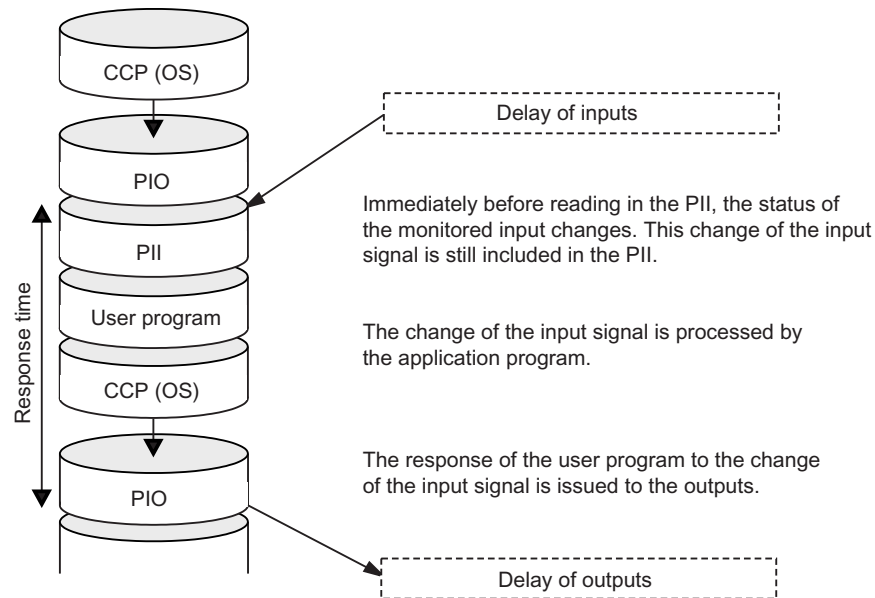 CCP (OS)
Delay of inputs
PIO
Immediately before reading in the PII, the status of
the monitored input changes. This change of the input
signal is still included in the PII.
PII
Response time
User program
The change of the input signal is processed by
the application program.
CCP (OS)
The response of the user program to the change
of the input signal is issued to the outputs.
PIO
Delay of outputs